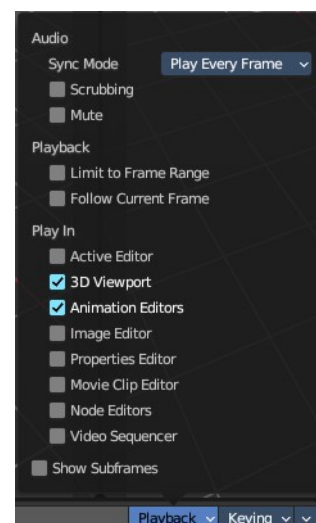 Audio
Sync Mode Play Every Frame
Scrubbing
Mute
Playback
Limit to Frame Range
Follow Current Frame
Play In
Active Editor
3D Viewport
Animation Editors
Image Editor
Properties Editor
Movie Clip Editor
Node Editors
Video Sequencer
Show Subframes
Playback Keying